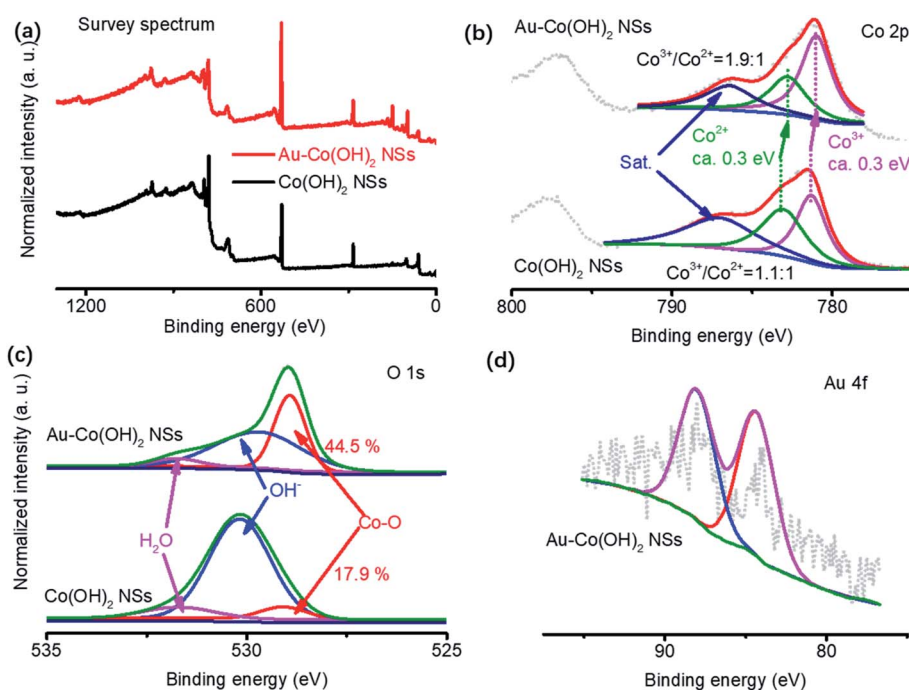 (a)
Survey spectrum
Normalized intensity (a. u.)
Au-Co(OH)₂ NSs
Co(OH)₂ NSs
1200
600
0
Binding energy (eV)
(b)
Au-Co(OH)₂ NSs
Co 2p
Co³⁺/Co²⁺=1.9:1
Co²⁺
ca. 0.3 eV
Co³⁺
ca. 0.3 eV
Sat.
Co(OH)₂ NSs
Co³⁺/Co²⁺=1.1:1
Normalized intensity (a. u.)
800
790
780
Binding energy (eV)
(c)
O 1s
Normalized intensity (a. u.)
Au-Co(OH)₂ NSs
44.5 %
OH⁻
Co-O
H₂O
17.9 %
Co(OH)₂ NSs
535
530
525
Binding energy (eV)
(d)
Au 4f
Normalized intensity (a. u.)
Au-Co(OH)₂ NSs
90
80
Binding energy (eV)